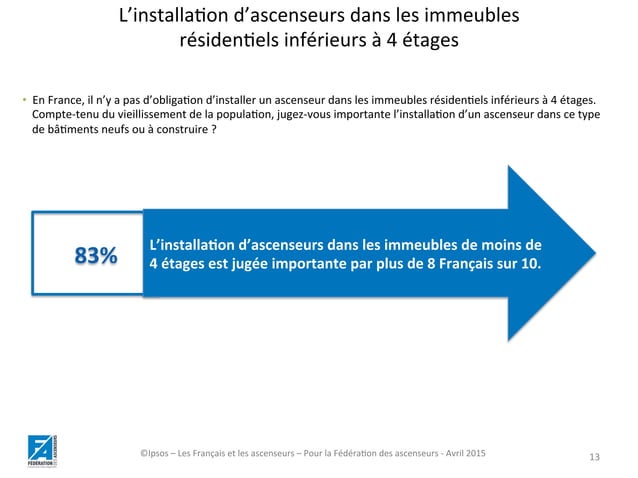 L’installation d’ascenseurs dans les immeubles
résidentiels inférieurs à 4 étages
• En France, il n’y a pas d’obligation d’installer un ascenseur dans les immeubles résidentiels inférieurs à 4 étages.
Compte-tenu du vieillissement de la population, jugez-vous importante l’installation d’un ascenseur dans ce type
de bâtiments neufs ou à construire ?
83%
L’installation d’ascenseurs dans les immeubles de moins de
4 étages est jugée importante par plus de 8 Français sur 10.
FA
FÉDÉRATION
DES ASCENSEURS
©Ipsos – Les Français et les ascenseurs – Pour la Fédération des ascenseurs - Avril 2015
13